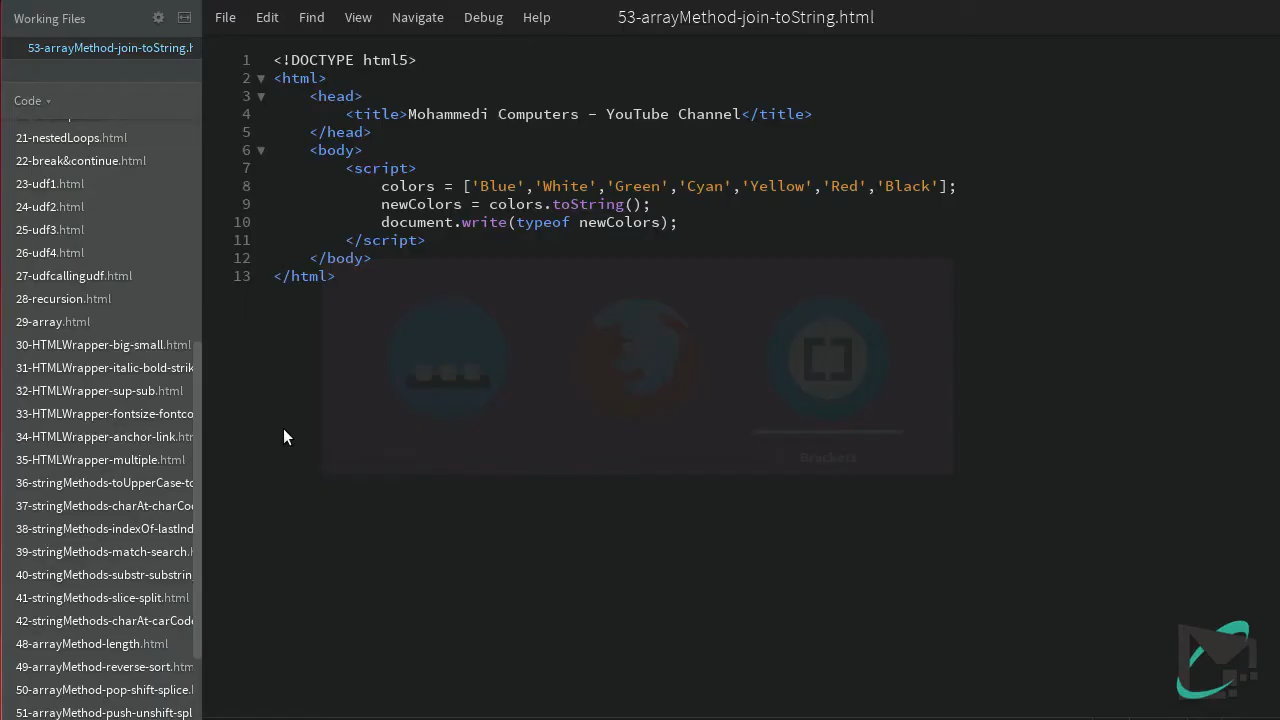 Working Files
File Edit Find View Navigate Debug Help
53-arrayMethod-join-toString.html
53-arrayMethod-join-toString.h
Code
21-nestedLoops.html
22-break&continue.html
23-udf1.html
24-udf2.html
25-udf3.html
26-udf4.html
27-udfcallingudf.html
28-recursion.html
29-array.html
30-HTMLWrapper-big-small.html
31-HTMLWrapper-italic-bold-strik
32-HTMLWrapper-sup-sub.html
33-HTMLWrapper-fontsize-fontco
34-HTMLWrapper-anchor-link.htm
35-HTMLWrapper-multiple.html
36-stringMethods-toUpperCase-to
37-stringMethods-charAt-charCod
38-stringMethods-indexOf-lastInd
39-stringMethods-match-search.h
40-stringMethods-substr-substrin
41-stringMethods-slice-split.html
42-stringMethods-charAt-carCode
48-arrayMethod-length.html
49-arrayMethod-reverse-sort.htm
50-arrayMethod-pop-shift-splice.h
51-arrayMethod-push-unshift-spl
1 <!DOCTYPE html5>
2 <html>
3 <head>
4 <title>Mohammedi Computers - YouTube Channel</title>
5 </head>
6 <body>
7 <script>
8 colors = ['Blue','White','Green','Cyan','Yellow','Red','Black'];
9 newColors = colors.toString();
10 document.write(typeof newColors);
11 </script>
12 </body>
13 </html>
Brackets